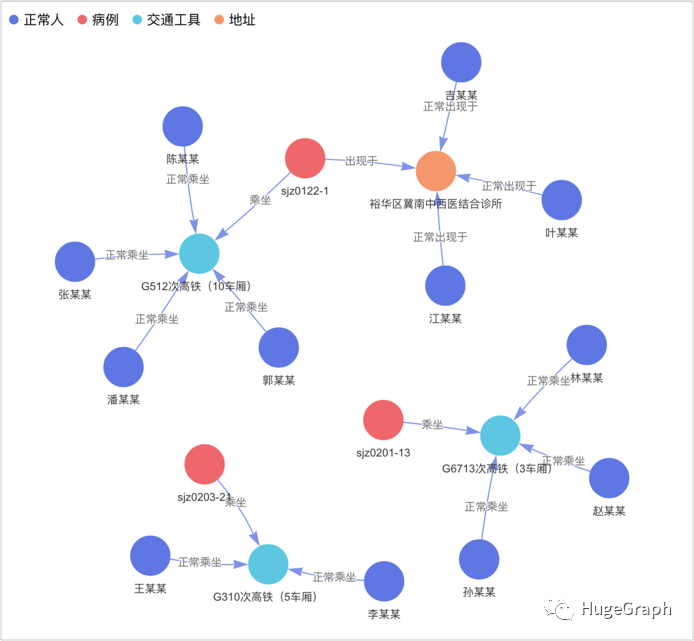 正常人 病例 交通工具 地址
吉某某
正常出现于
陈某某
正常乘坐
出现于
sjz0122-1
正常出现于
乘坐
裕华区冀南中西医结合诊所
叶某某
正常出现于
正常乘坐
G512次高铁（10车厢）
张某某
正常乘坐
正常乘坐
江某某
郭某某
潘某某
正常乘坐
林某某
乘坐
sjz0201-13
正常乘坐
G6713次高铁（3车厢）
sjz0203-21
乘坐
正常乘坐
赵某某
正常乘坐
正常乘坐
王某某
G310次高铁（5车厢）
孙某某
李某某
HugeGraph